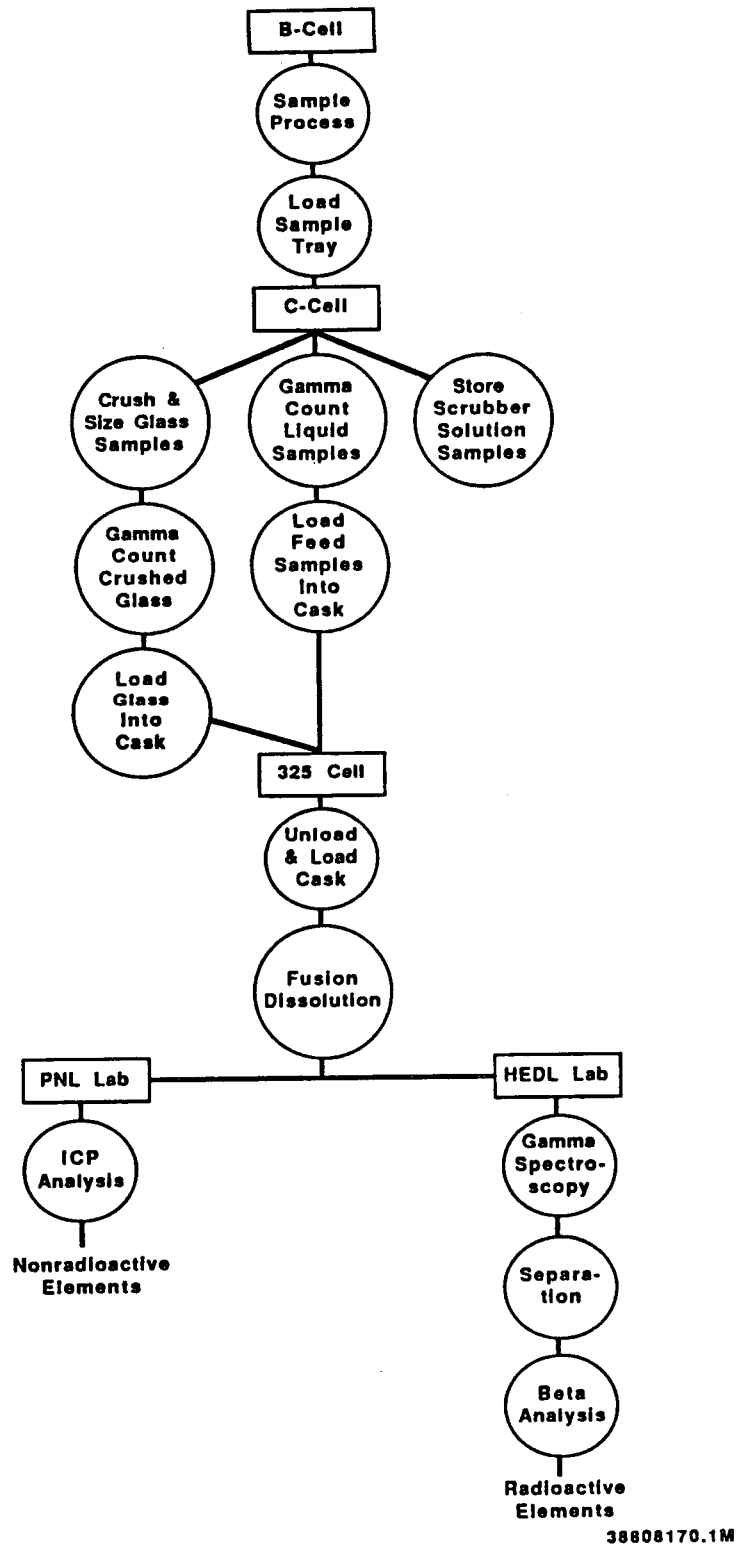 B-Cell
Sample
Process
Load
Sample
Tray
C-Cell
Crush &
Size Glass
Samples
Gamma
Count
Liquid
Samples
Store
Scrubber
Solution
Samples
Gamma
Count
Crushed
Glass
Load
Feed
Samples
Into
Cask
Load
Glass
Into
Cask
325 Cell
Unload
& Load
Cask
Fusion
Dissolution
PNL Lab
HEDL Lab
ICP
Analysis
Nonradioactive
Elements
Gamma
Spectro-
scopy
Separa-
tion
Beta
Analysis
Radioactive
Elements
38608170.1M